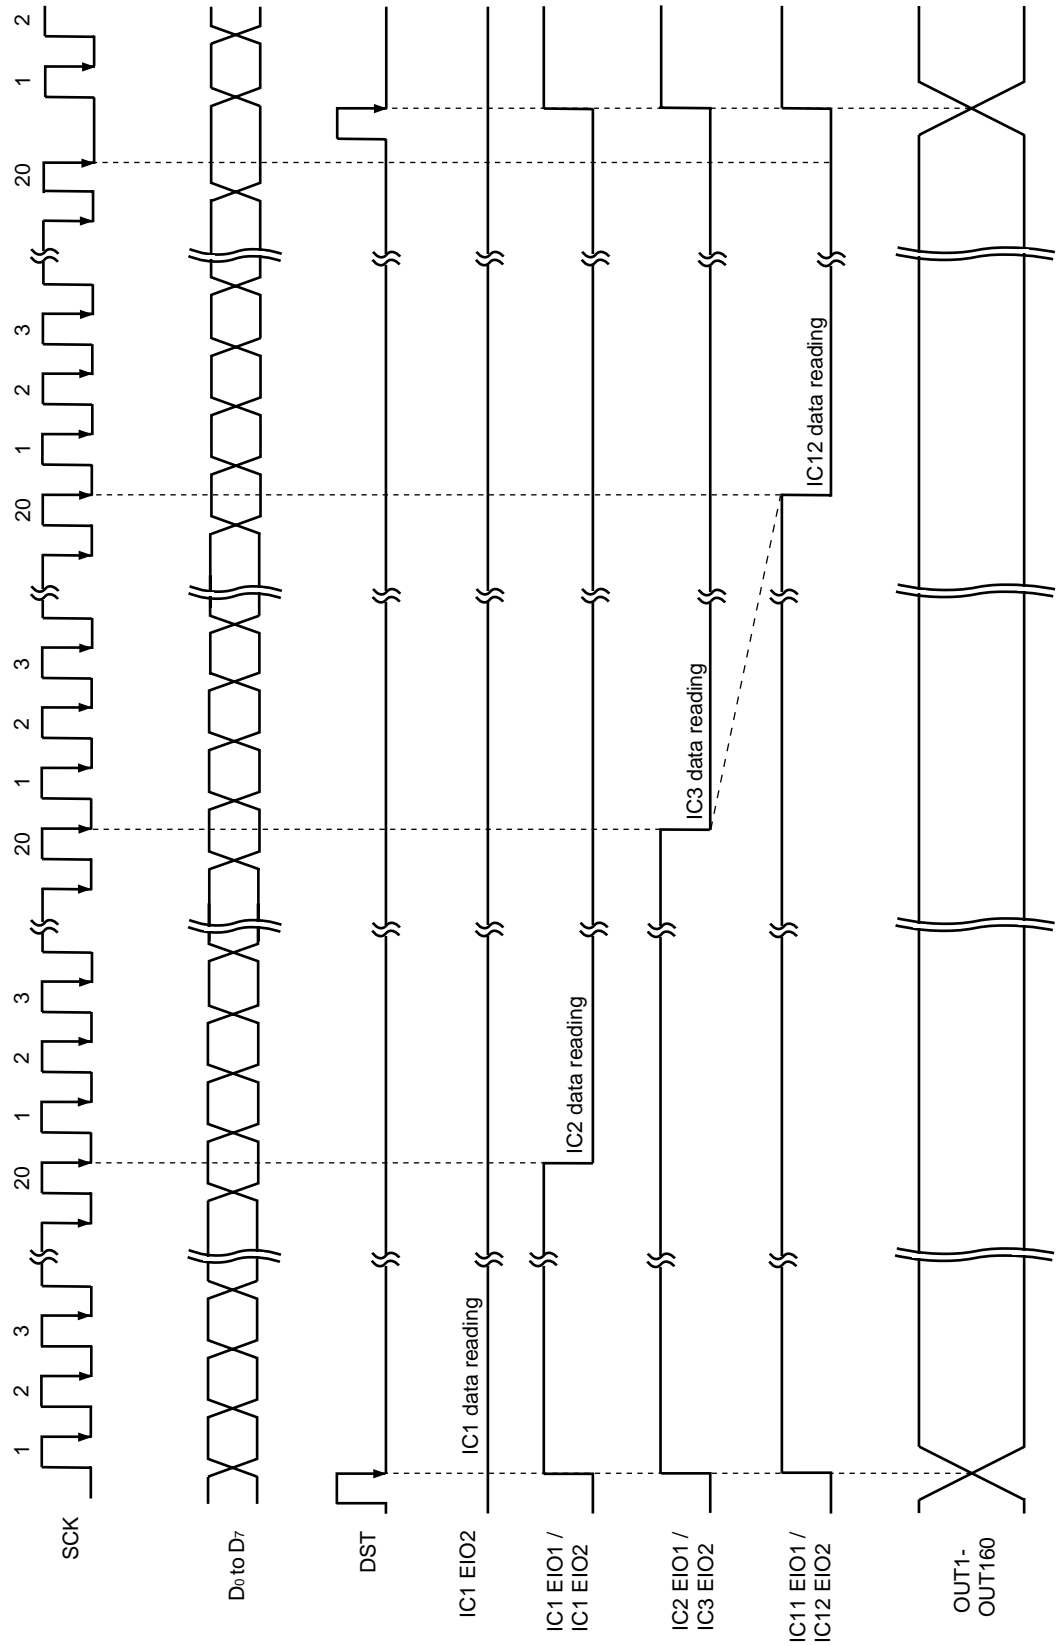 SCK
1 2 3 20 1 2 3 20 1 2 3 20 1 2 3 20 1 2
D0 to D7
DST
IC1 EIO2
IC1 data reading
IC1 EIO1 /
IC1 EIO2
IC2 data reading
IC2 EIO1 /
IC3 EIO2
IC3 data reading
IC11 EIO1 /
IC12 EIO2
IC12 data reading
OUT1-
OUT160